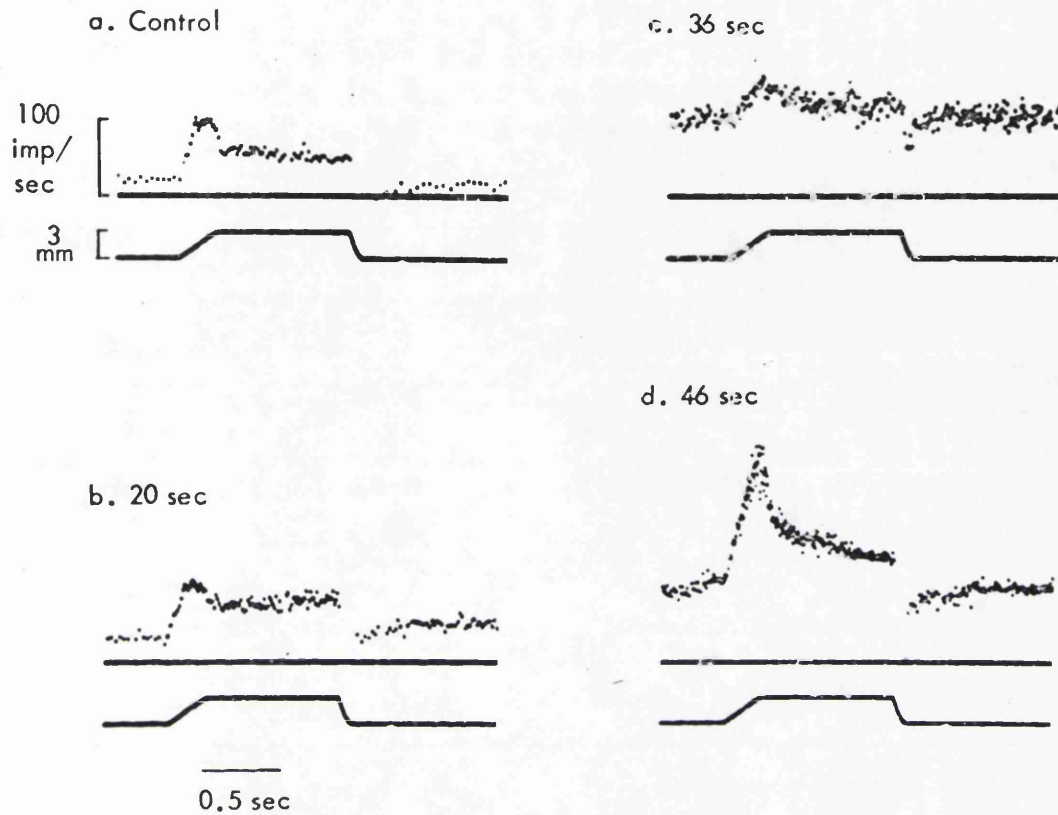 a. Control
100
imp/
sec
3
mm
b. 20 sec
0.5 sec
c. 36 sec
d. 46 sec